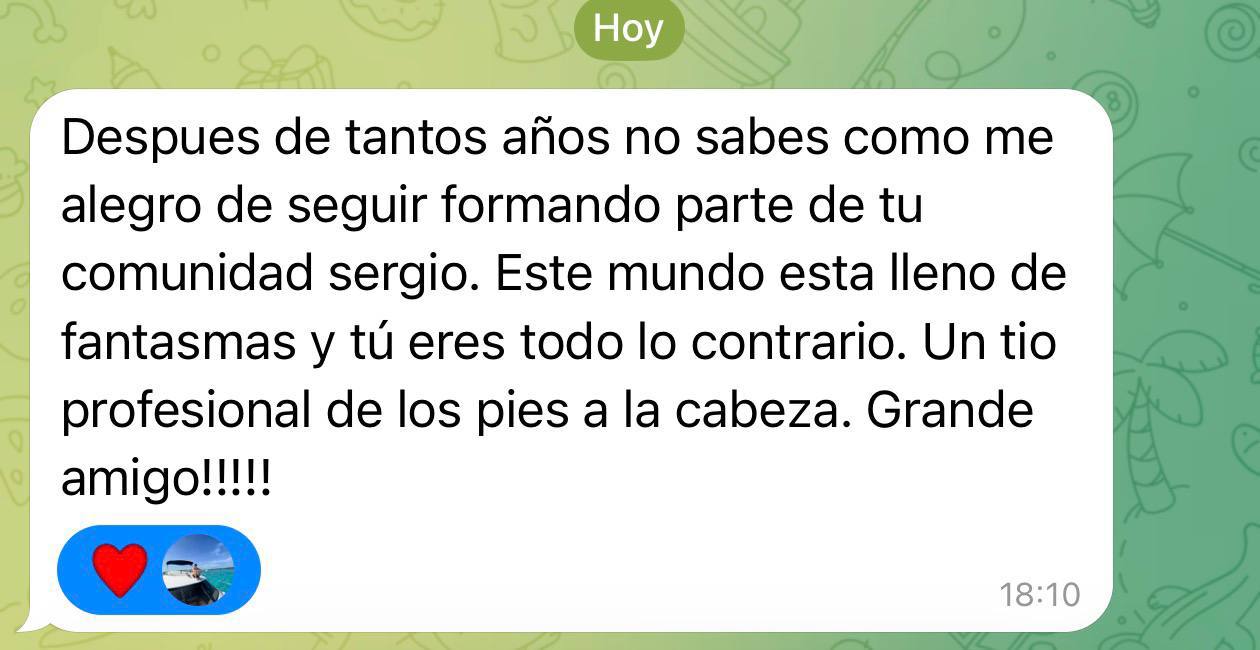 Hoy
Despues de tantos años no sabes como me
alegro de seguir formando parte de tu
comunidad sergio. Este mundo esta lleno de
fantasmas y tú eres todo lo contrario. Un tio
profesional de los pies a la cabeza. Grande
amigo!!!!!
18:10